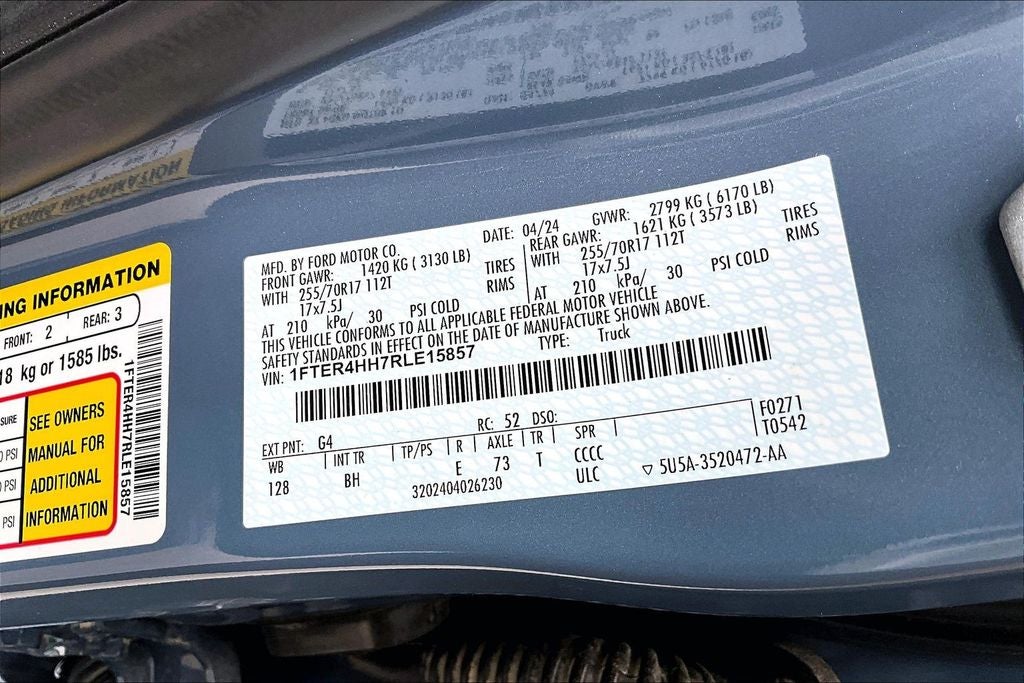 NG INFORMATION
FRONT: 2
REAR: 3
18 kg or 1585 lbs.
SURE
PSI
PSI
PSI
SEE OWNERS
MANUAL FOR
ADDITIONAL
INFORMATION
1FTER4HH7RLE15857
MFD. BY FORD MOTOR CO.
DATE: 04/24
GVWR: 2799 KG ( 6170 LB)
FRONT GAWR: 1420 KG ( 3130 LB)
WITH 255/70R17 112T TIRES
17x7.5J RIMS
AT 210 kPa/ 30 PSI COLD
REAR GAWR: 1621 KG ( 3573 LB)
WITH 255/70R17 112T TIRES
17x7.5J RIMS
AT 210 kPa/ 30 PSI COLD
THIS VEHICLE CONFORMS TO ALL APPLICABLE FEDERAL MOTOR VEHICLE
SAFETY STANDARDS IN EFFECT ON THE DATE OF MANUFACTURE SHOWN ABOVE.
VIN: 1FTER4HH7RLE15857
TYPE: Truck
EXT PNT: G4 RC: 52 DSO:
F0271
T0542
WB INT TR TP/PS R AXLE TR SPR
128 BH E 73 T CCCC
3202404026230 ULC ▽ 5U5A-3520472-AA